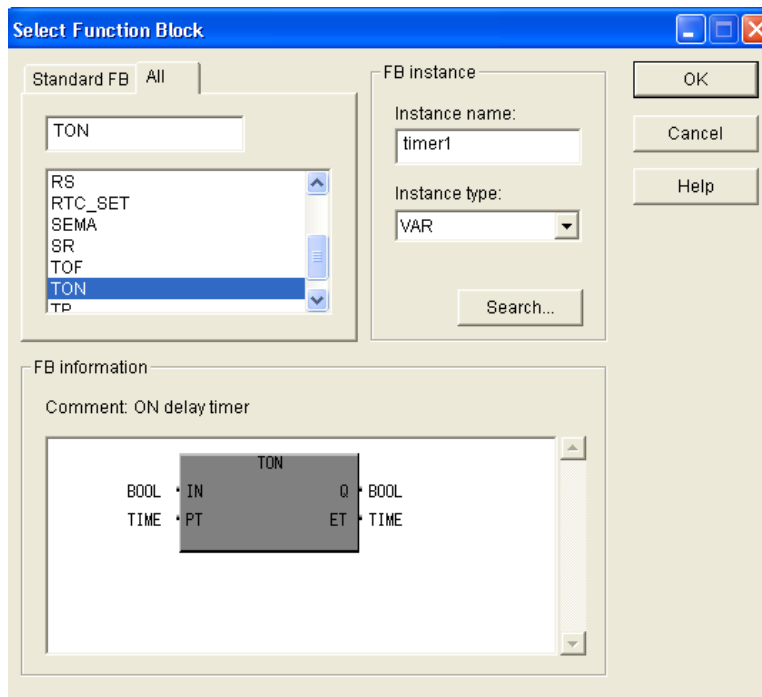 Select Function Block
Standard FB All
TON
RS
RTC_SET
SEMA
SR
TOF
TON
TP
FB instance
Instance name:
timer1
Instance type:
VAR
Search...
OK
Cancel
Help
FB information
Comment: ON delay timer
TON
BOOL IN Q BOOL
TIME PT ET TIME